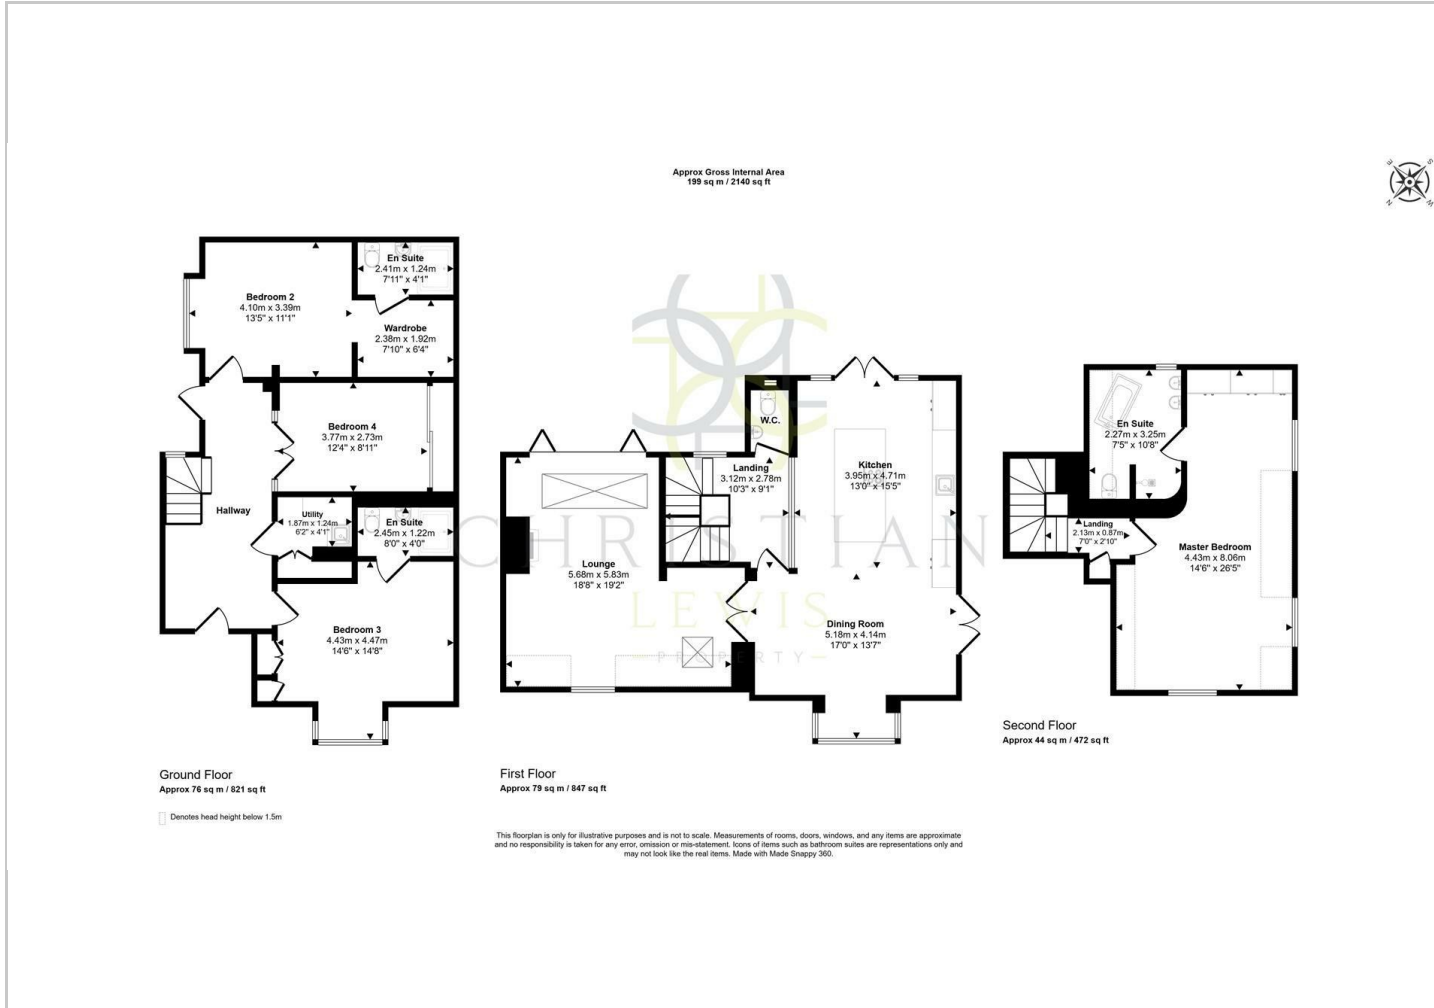 Approx Gross Internal Area
199 sq m / 2140 sq ft
S
E
W
N
En Suite
2.41m x 1.24m
7'11" x 4'1"
Bedroom 2
4.10m x 3.39m
13'5" x 11'1"
Wardrobe
2.38m x 1.92m
7'10" x 6'4"
Bedroom 4
3.77m x 2.73m
12'4" x 8'11"
Hallway
Utility
1.87m x 1.24m
6'2" x 4'1"
En Suite
2.45m x 1.22m
8'0" x 4'0"
Bedroom 3
4.43m x 4.47m
14'6" x 14'8"
Ground Floor
Approx 76 sq m / 821 sq ft
Denotes head height below 1.5m
W.C.
Landing
3.12m x 2.78m
10'3" x 9'1"
Kitchen
3.95m x 4.71m
13'0" x 15'5"
Lounge
5.68m x 5.83m
18'8" x 19'2"
Dining Room
5.18m x 4.14m
17'0" x 13'7"
CHRISTIAN
LEWIS
PROPERTY
First Floor
Approx 79 sq m / 847 sq ft
En Suite
2.27m x 3.25m
7'5" x 10'8"
Landing
2.13m x 0.87m
7'0" x 2'10"
Master Bedroom
4.43m x 8.06m
14'6" x 26'5"
Second Floor
Approx 44 sq m / 472 sq ft
This floorplan is only for illustrative purposes and is not to scale. Measurements of rooms, doors, windows, and any items are approximate
and no responsibility is taken for any error, omission or mis-statement. Icons of items such as bathroom suites are representations only and
may not look like the real items. Made with Made Snappy 360.